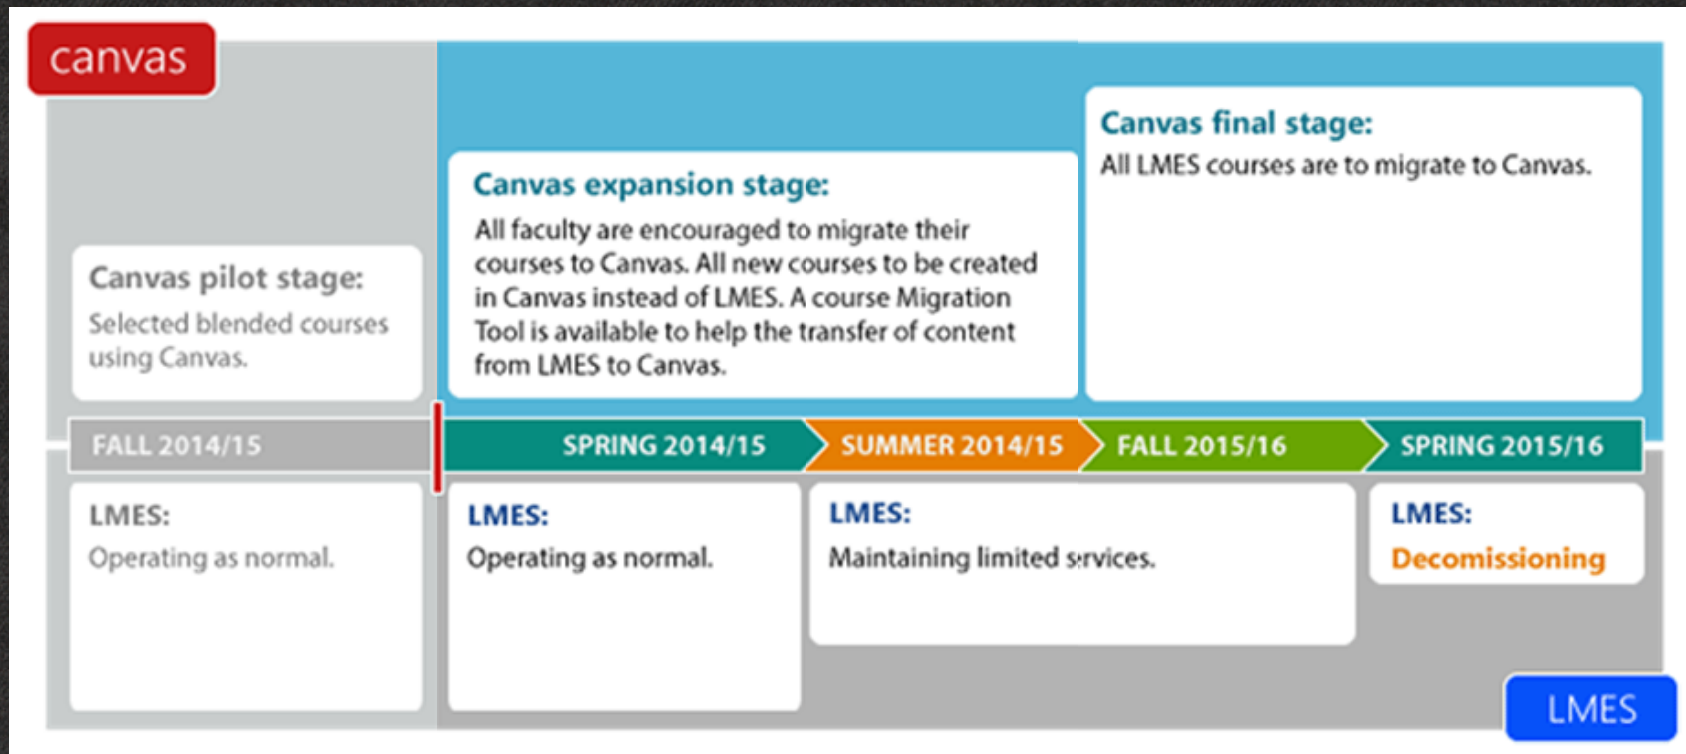 canvas
Canvas pilot stage:
Selected blended courses
using Canvas.
Canvas expansion stage:
All faculty are encouraged to migrate their
courses to Canvas. All new courses to be created
in Canvas instead of LMES. A course Migration
Tool is available to help the transfer of content
from LMES to Canvas.
Canvas final stage:
All LMES courses are to migrate to Canvas.
FALL 2014/15
SPRING 2014/15
SUMMER 2014/15
FALL 2015/16
SPRING 2015/16
LMES:
Operating as normal.
LMES:
Operating as normal.
LMES:
Maintaining limited srvices.
LMES:
Decomissioning
LMES